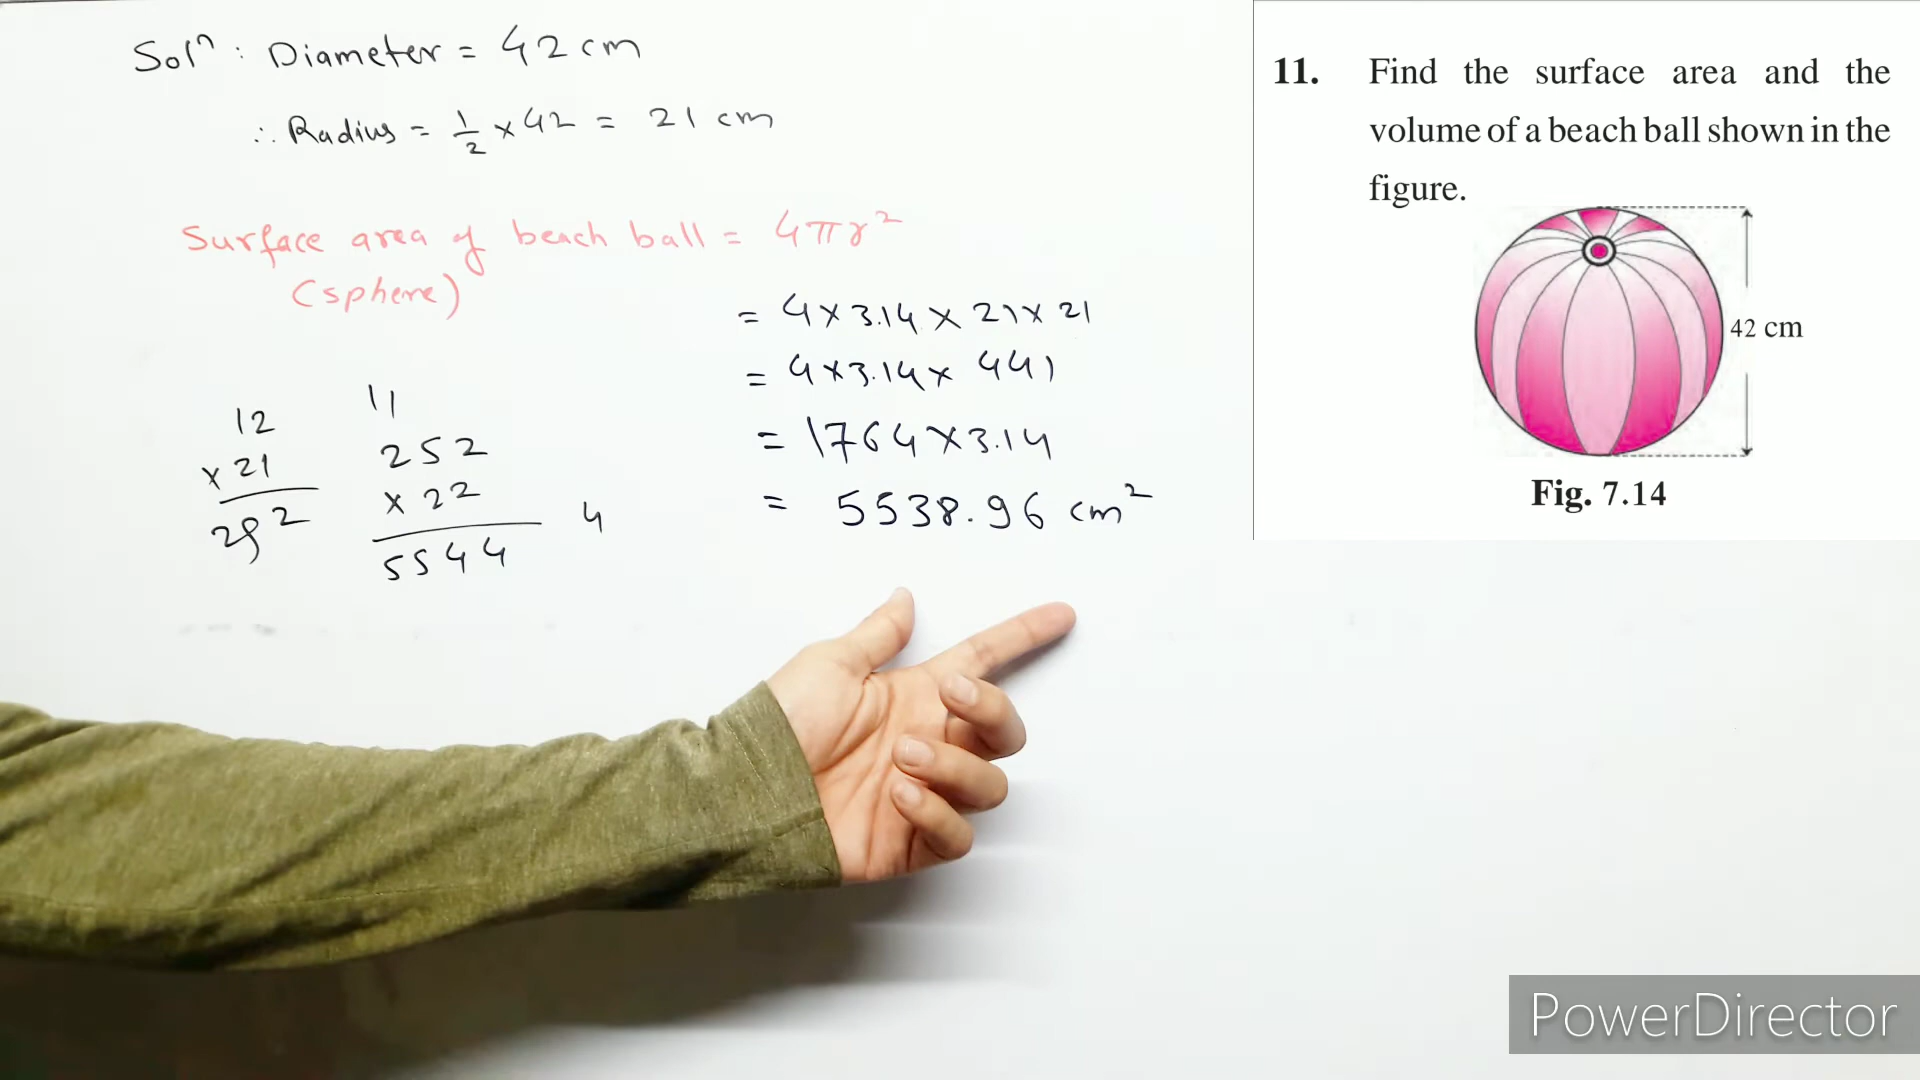 Solⁿ : Diameter = 42 cm
∴ Radius = 1/2 × 42 = 21 cm
Surface area of beach ball = 4πr²
(sphere)
= 4 × 3.14 × 21 × 21
= 4 × 3.14 × 441
= 1764 × 3.14
= 5538.96 cm²
12
× 21
252
11
252
× 22
5544
4
11. Find the surface area and the
volume of a beach ball shown in the
figure.
42 cm
Fig. 7.14
PowerDirector